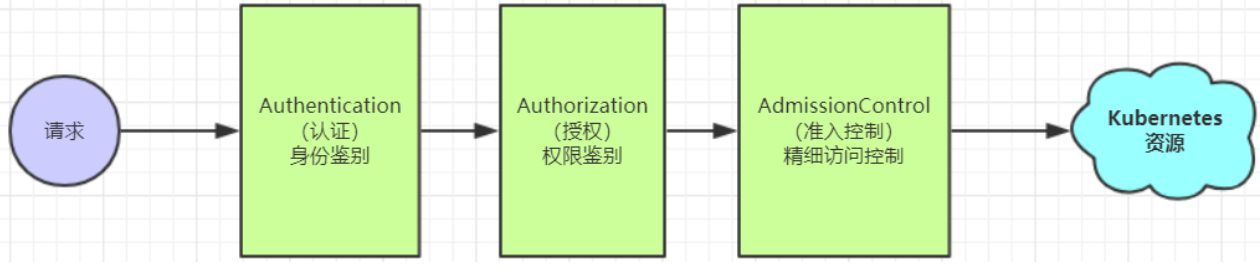 请求
Authentication
（认证）
身份鉴别
Authorization
（授权）
权限鉴别
AdmissionControl
（准入控制）
精细访问控制
Kubernetes
资源